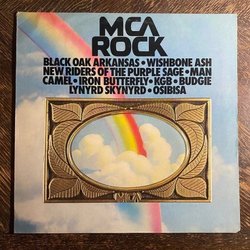 MCA
ROCK
BLACK OAK ARKANSAS • WISHBONE ASH
NEW RIDERS OF THE PURPLE SAGE • MAN
CAMEL • IRON BUTTERFLY • KGB • BUDGIE
LYNYRD SKYNYRD • OSIBISA